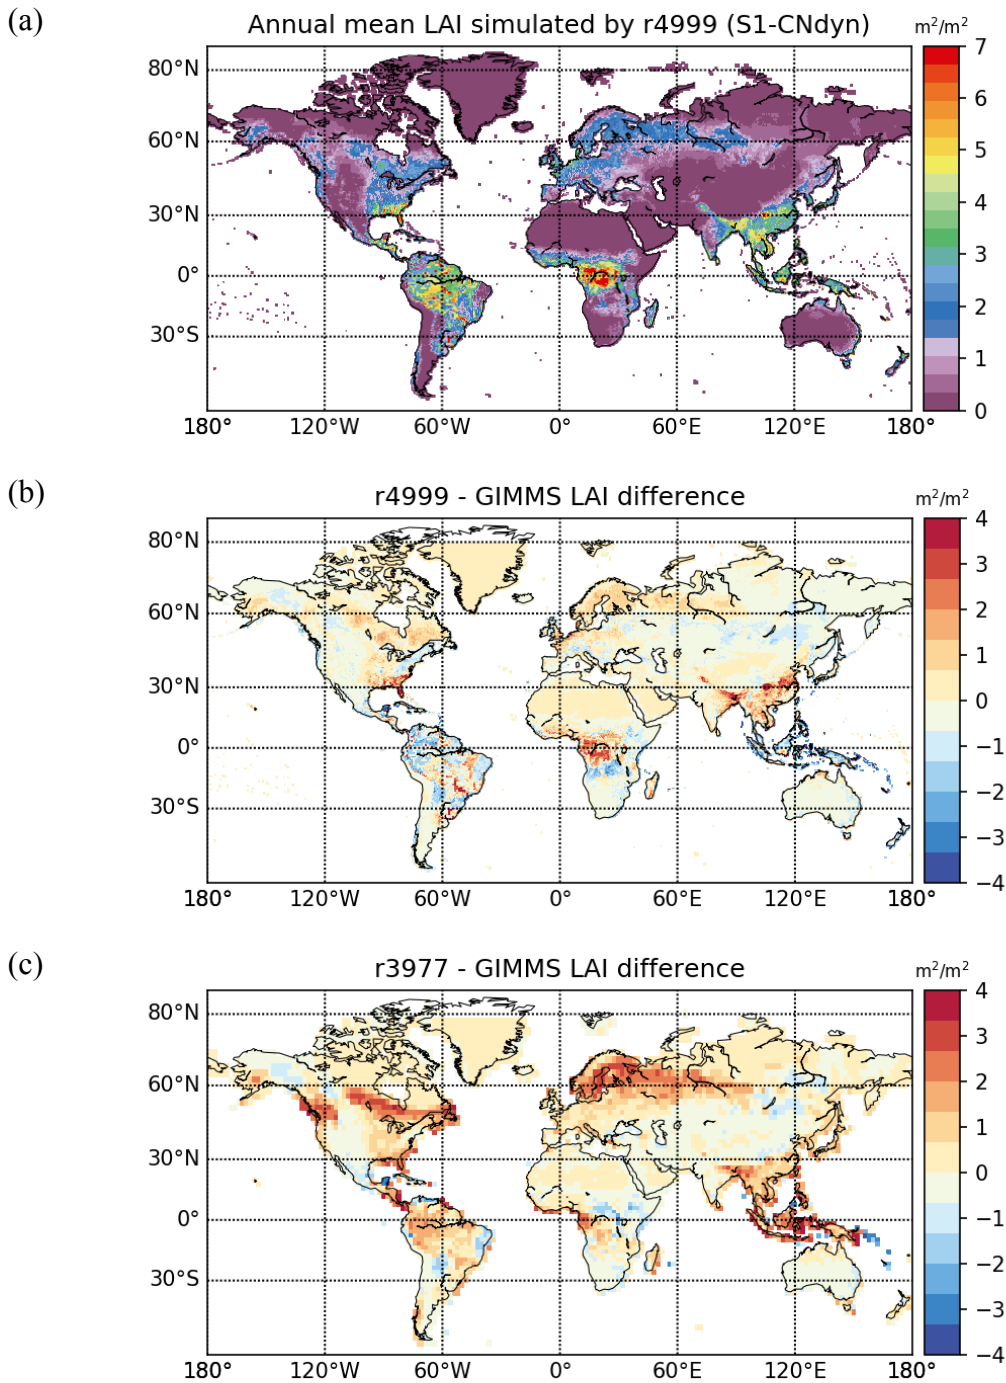 (a)
Annual mean LAI simulated by r4999 (S1-CNdyn)
m²/m²
80°N
60°N
30°N
0°
30°S
180°
120°W
60°W
0°
60°E
120°E
180°
7
6
5
4
3
2
1
0
(b)
r4999 - GIMMS LAI difference
m²/m²
80°N
60°N
30°N
0°
30°S
180°
120°W
60°W
0°
60°E
120°E
180°
4
3
2
1
0
−1
−2
−3
−4
(c)
r3977 - GIMMS LAI difference
m²/m²
80°N
60°N
30°N
0°
30°S
180°
120°W
60°W
0°
60°E
120°E
180°
4
3
2
1
0
−1
−2
−3
−4